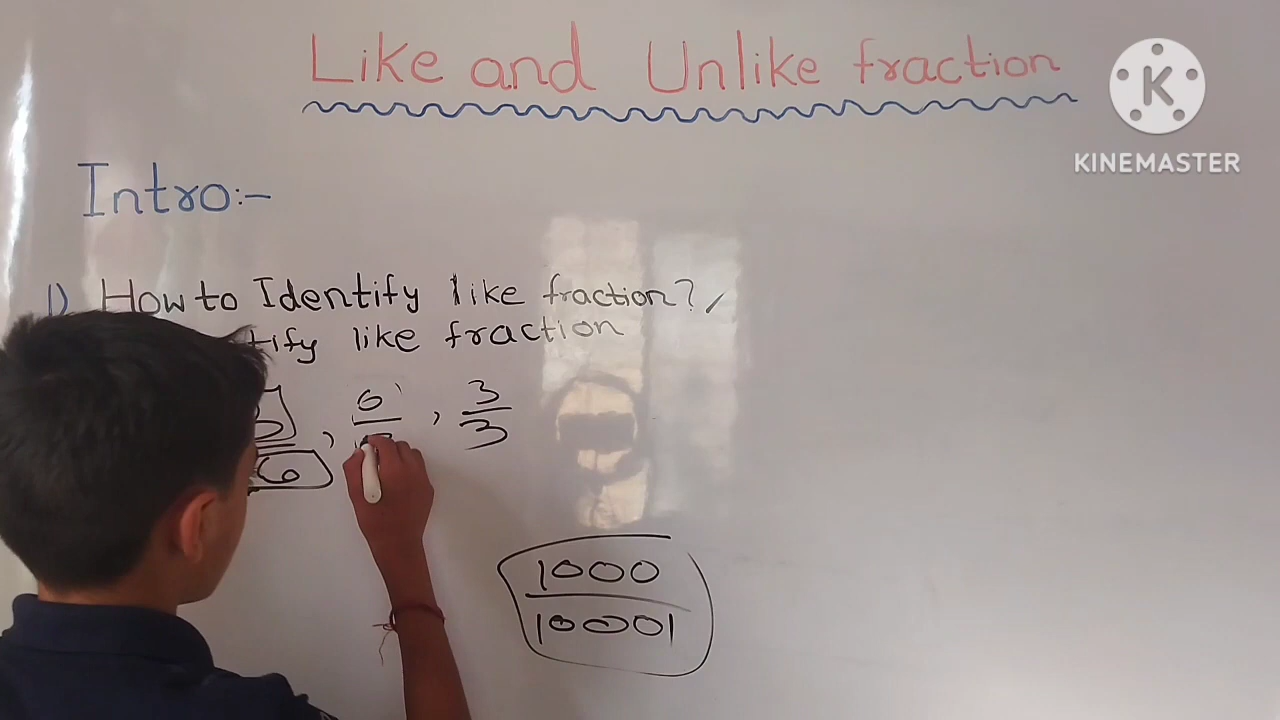 Like and Unlike fraction
K
KINEMASTER
Intro:-
1) How to Identify like fraction?/
tify like fraction
6 , 3
3
6
1000
10001